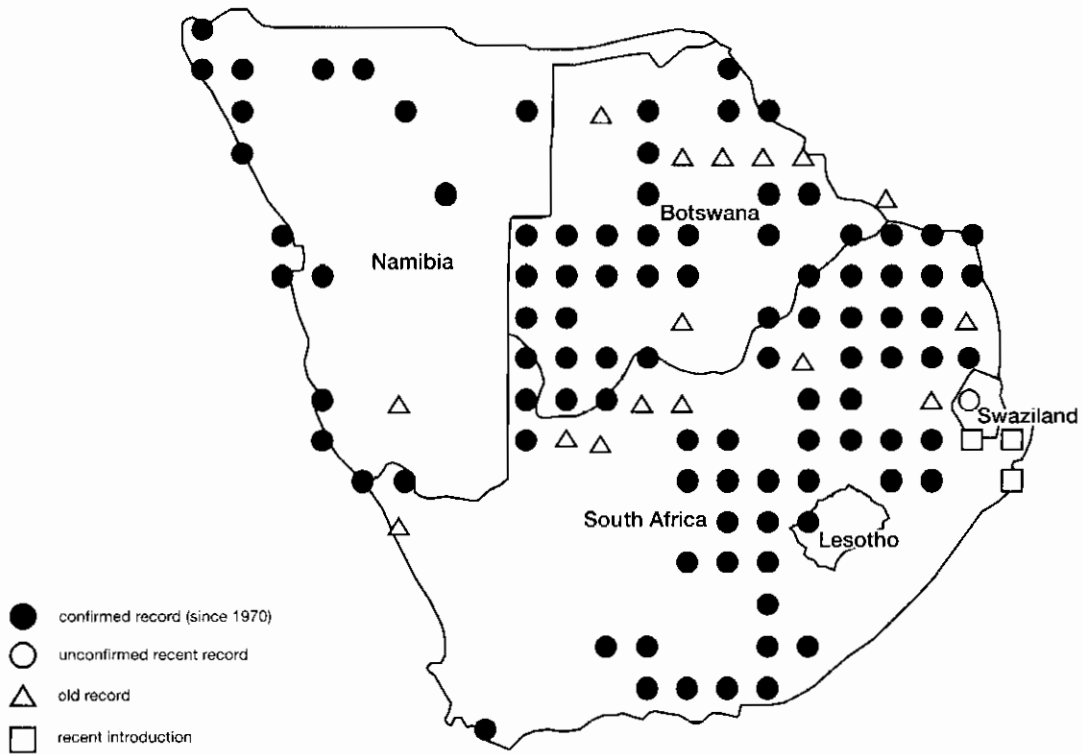 Botswana
Namibia
Swaziland
South Africa
Lesotho
confirmed record (since 1970)
unconfirmed recent record
old record
recent introduction